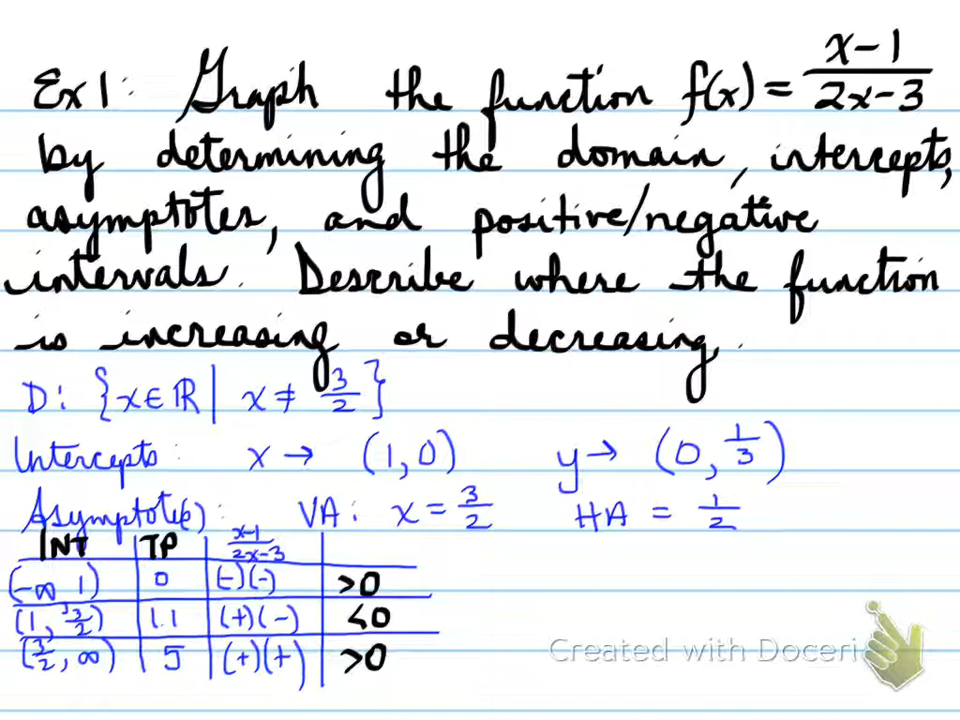 Ex 1: Graph the function f(x) = (x-1)/(2x-3)
by determining the domain, intercepts,
asymptotes, and positive/negative
intervals. Describe where the function
is increasing or decreasing.
D: {x∈ℝ | x ≠ 3/2}
Intercepts: x → (1,0) y → (0, 1/3)
Asymptote(s): VA: x = 3/2 HA = 1/2
INT TP (x-1)/(2x-3)
(-∞ 1) 0 (-)(-) >0
(1, 3/2) 1.1 (+)(-) <0
(3/2, ∞) 5 (+)(+) >0
Created with Doceri